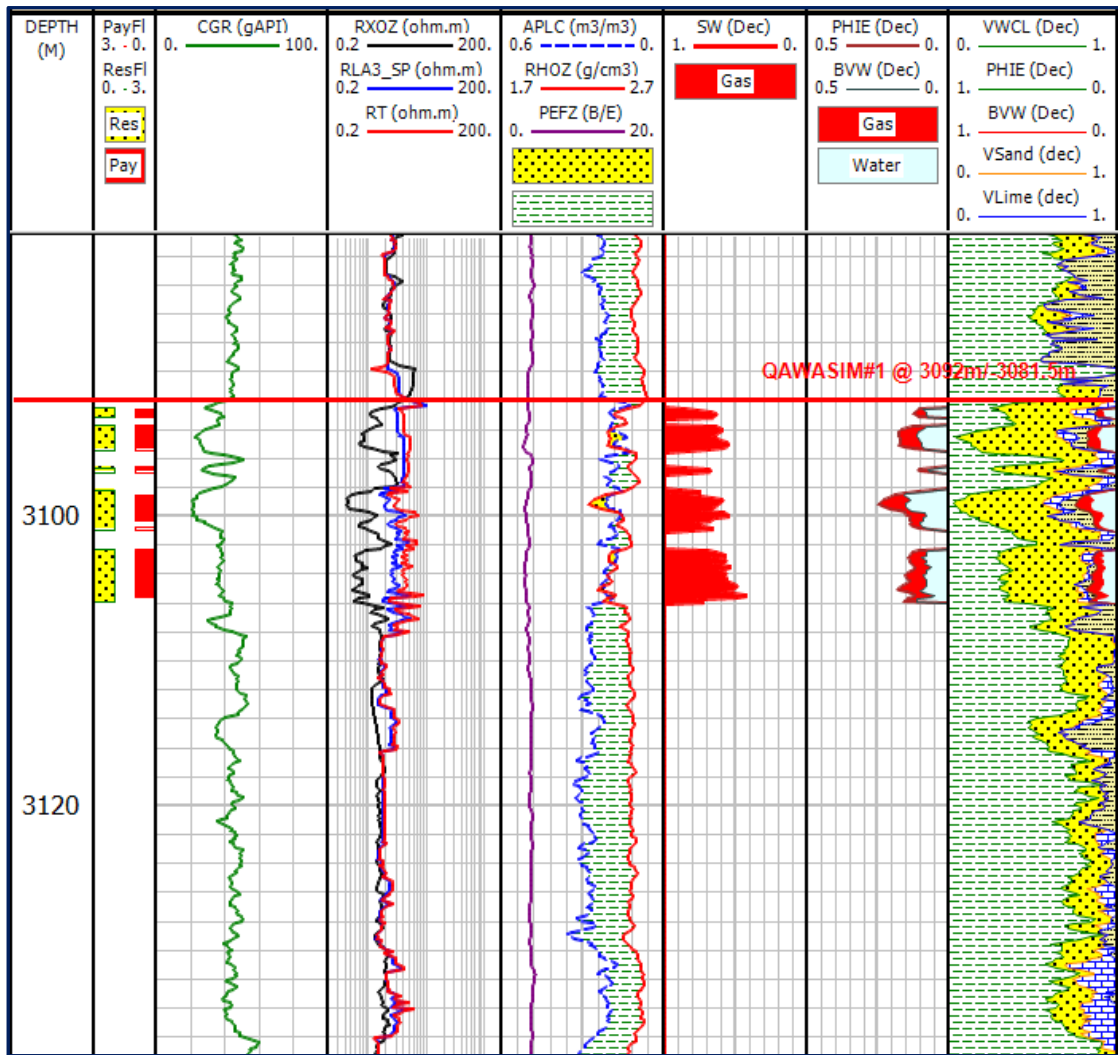 DEPTH
(M)
PayFl
3. - 0.
ResFl
0. - 3.
Res
Pay
CGR (gAPI)
0. 100.
RXOZ (ohm.m)
0.2 200.
RLA3_SP (ohm.m)
0.2 200.
RT (ohm.m)
0.2 200.
APLC (m3/m3)
0.6 0.
RHOZ (g/cm3)
1.7 2.7
PEFZ (B/E)
0. 20.
SW (Dec)
1. 0.
Gas
PHIE (Dec)
0.5 0.
BVW (Dec)
0.5 0.
Gas
Water
VWCL (Dec)
0. 1.
PHIE (Dec)
1. 0.
BVW (Dec)
1. 0.
VSand (dec)
0. 1.
VLime (dec)
0. 1.
QAWASIM#1 @ 3092m/-3081.5m
3100
3120